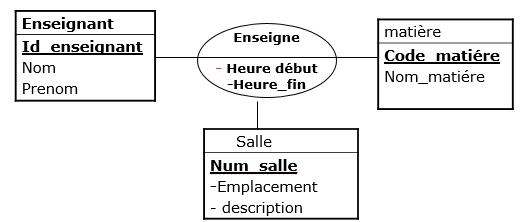 Enseignant
Id_enseignant
Nom
Prenom
Enseigne
- Heure début
-Heure_fin
matière
Code_matiére
Nom_matiére
Salle
Num_salle
-Emplacement
- description